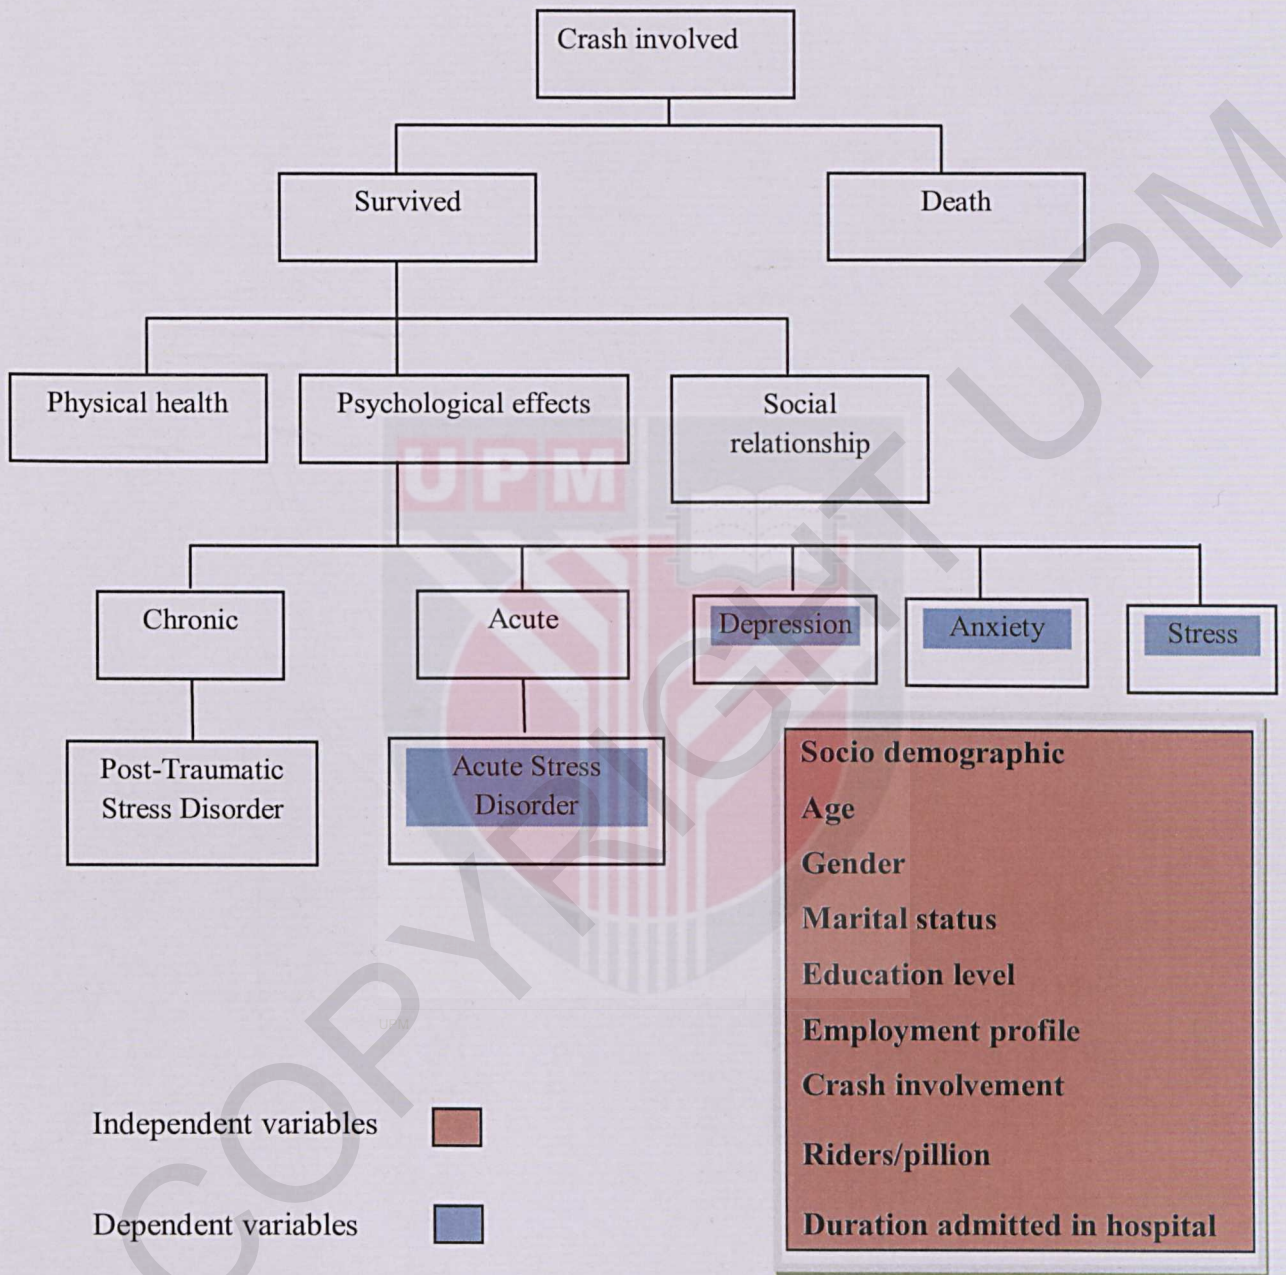 Crash involved
Survived
Death
Physical health
Psychological effects
Social
relationship
UPM
Chronic
Acute
Depression
Anxiety
Stress
Post-Traumatic
Stress Disorder
Acute Stress
Disorder
Socio demographic
Age
Gender
Marital status
Education level
Employment profile
Crash involvement
Riders/pillion
Duration admitted in hospital
UPM
Independent variables
Dependent variables
COPYRIGHT UPM